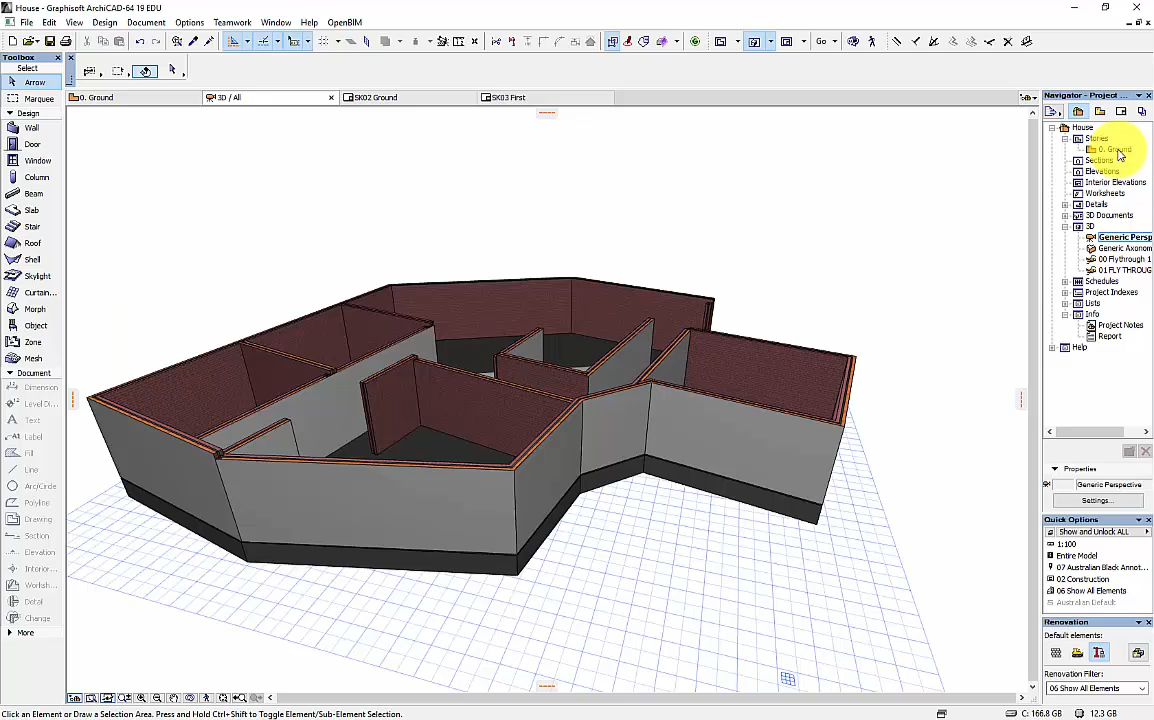 House - Graphisoft ArchiCAD-64 19 EDU
File Edit View Design Document Options Teamwork Window Help OpenBIM
Go
Toolbox
Select
Arrow
Marquee
Design
Wall
Door
Window
Column
Beam
Slab
Stair
Roof
Shell
Skylight
Curtain...
Morph
Object
Zone
Mesh
Document
Dimension
Level Di...
Text
Label
Fill
Line
Arc/Circle
Polyline
Drawing
Section
Elevation
Interior...
Worksh...
Detail
Change
More
0. Ground
3D / All
SK02 Ground
SK03 First
Navigator - Project ...
House
Stories
0. Ground
Sections
Elevations
Interior Elevations
Worksheets
Details
3D Documents
3D
Generic Persp
Generic Axonom
00 Flythrough 1
01 FLY THROUG
Schedules
Project Indexes
Lists
Info
Project Notes
Report
Help
Properties
Generic Perspective
Settings...
Quick Options
Show and Unlock ALL
1:100
Entire Model
07 Australian Black Annot...
02 Construction
06 Show All Elements
Australian Default
Renovation
Default elements:
Renovation Filter:
06 Show All Elements
Click an Element or Draw a Selection Area. Press and Hold Ctrl+Shift to Toggle Element/Sub-Element Selection.
C: 166.8 GB
12.3 GB